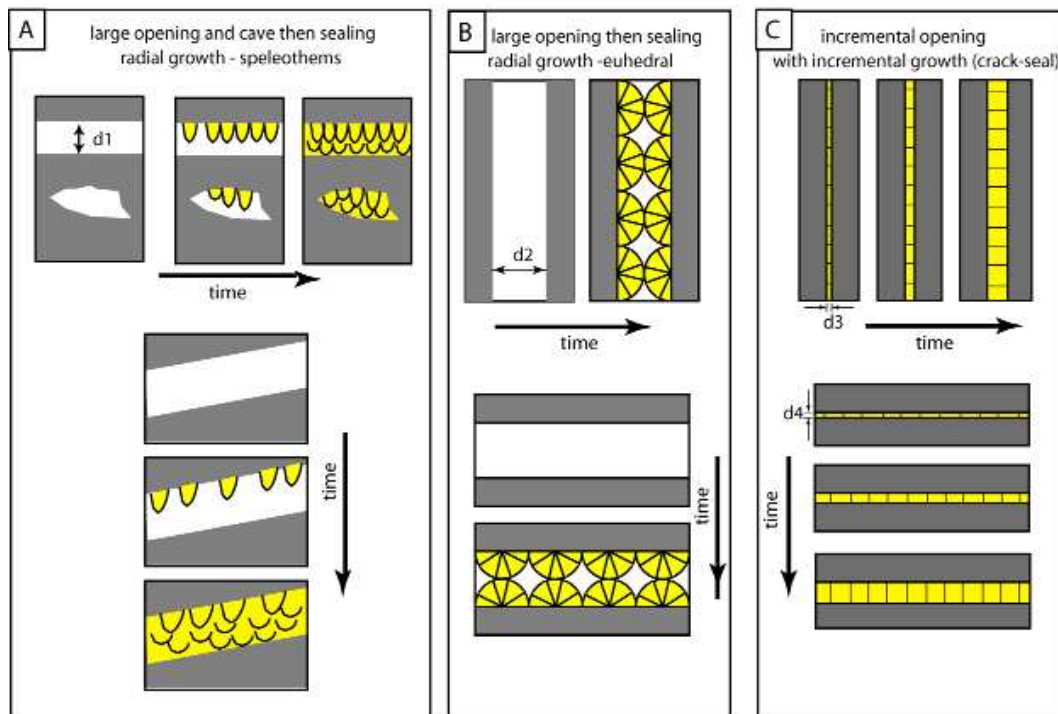 A
large opening and cave then sealing
radial growth - speleothems
d1
time
time
B
large opening then sealing
radial growth -euhedral
d2
time
time
C
incremental opening
with incremental growth (crack-seal)
d3
time
d4
time